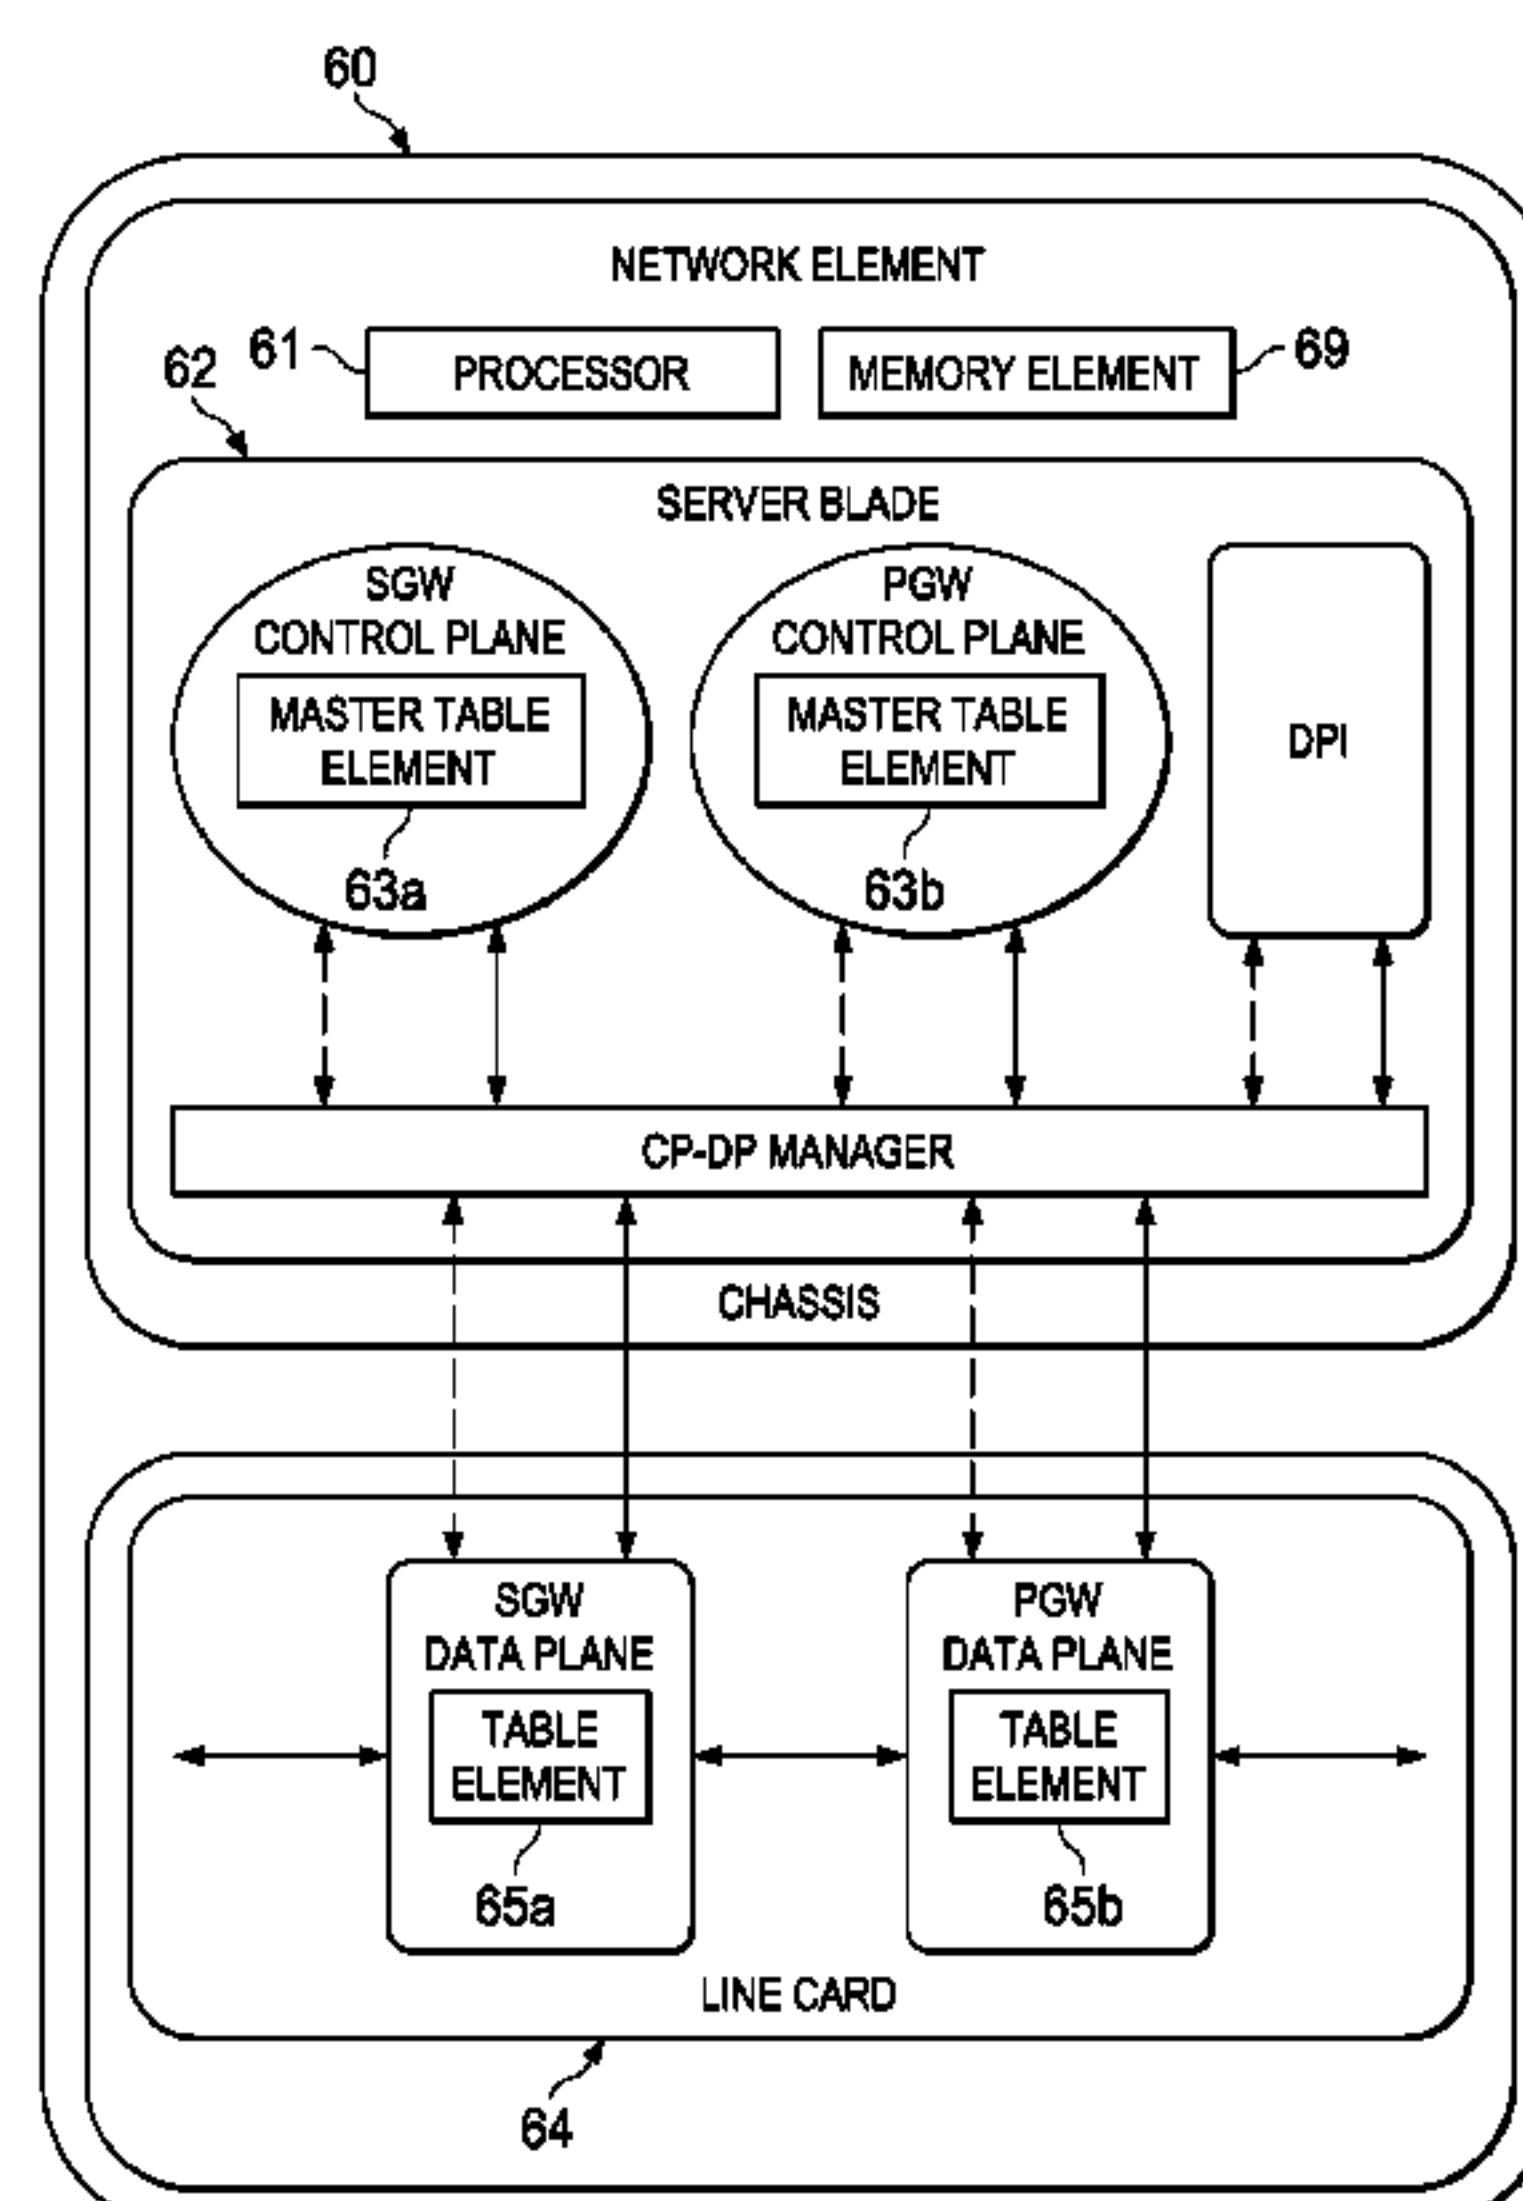 60
NETWORK ELEMENT
61
PROCESSOR
MEMORY ELEMENT
69
62
SERVER BLADE
SGW
CONTROL PLANE
MASTER TABLE
ELEMENT
63a
PGW
CONTROL PLANE
MASTER TABLE
ELEMENT
63b
DPI
CP-DP MANAGER
CHASSIS
SGW
DATA PLANE
TABLE
ELEMENT
65a
PGW
DATA PLANE
TABLE
ELEMENT
65b
LINE CARD
64